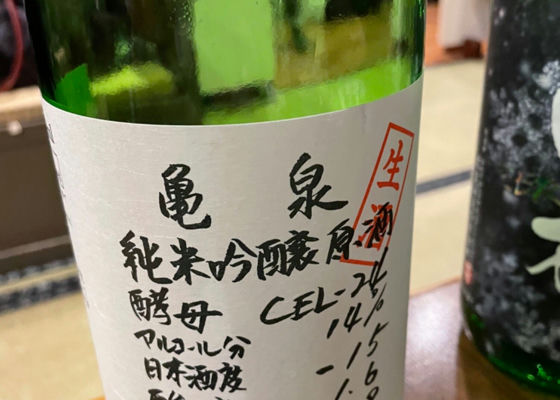 亀泉
生酒
純米吟醸原酒
酵母 CEL-24
アルコール分 14%
日本酒度 -15